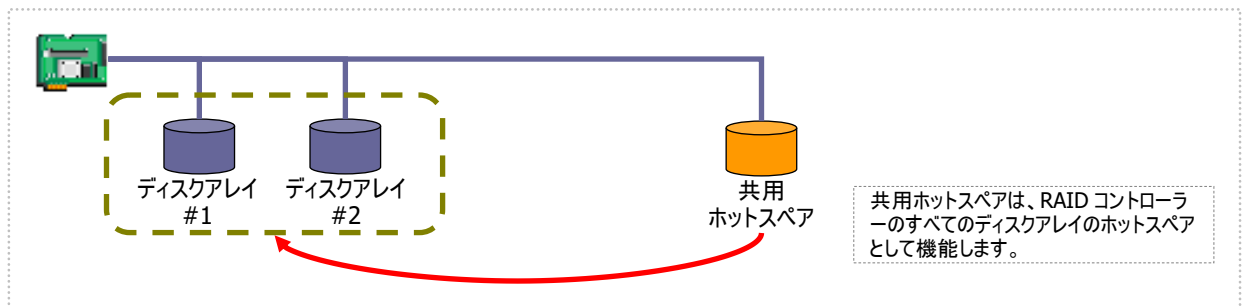 ディスクアレイ
#1
ディスクアレイ
#2
共用
ホットスペア
共用ホットスペアは、RAID コントローラ
ーのすべてのディスクアレイのホットスペア
として機能します。